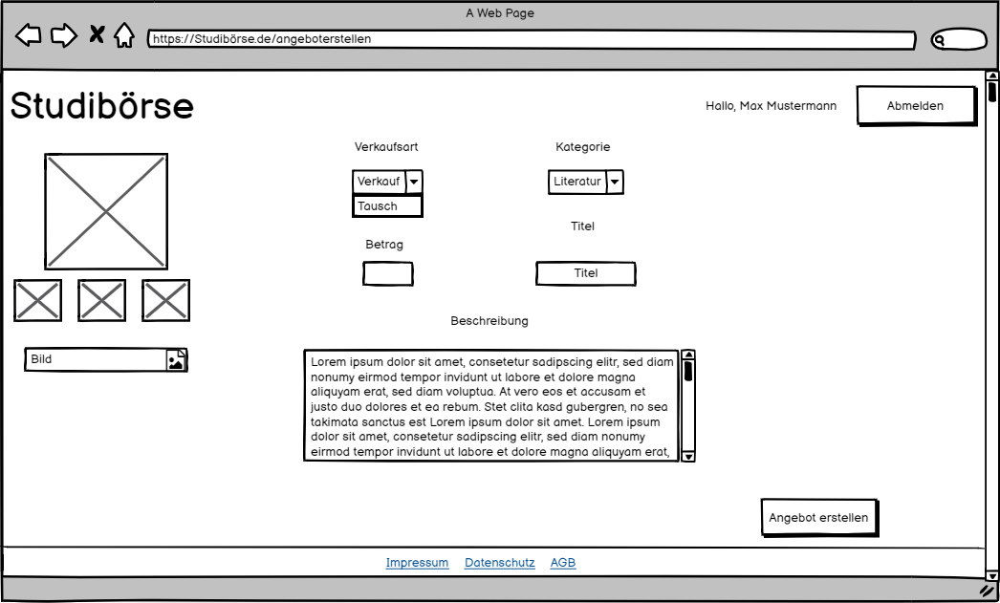 A Web Page
https://Studibörse.de/angeboterstellen
Studibörse
Hallo, Max Mustermann
Abmelden
Verkaufsart
Kategorie
Verkauf
Literatur
Tausch
Titel
Betrag
Titel
Beschreibung
Bild
Lorem ipsum dolor sit amet, consetetur sadipscing elitr, sed diam
nonumy eirmod tempor invidunt ut labore et dolore magna
aliquyam erat, sed diam voluptua. At vero eos et accusam et
justo duo dolores et ea rebum. Stet clita kasd gubergren, no sea
takimata sanctus est Lorem ipsum dolor sit amet. Lorem ipsum
dolor sit amet, consetetur sadipscing elitr, sed diam nonumy
eirmod tempor invidunt ut labore et dolore magna aliquyam erat,
Angebot erstellen
Impressum Datenschutz AGB